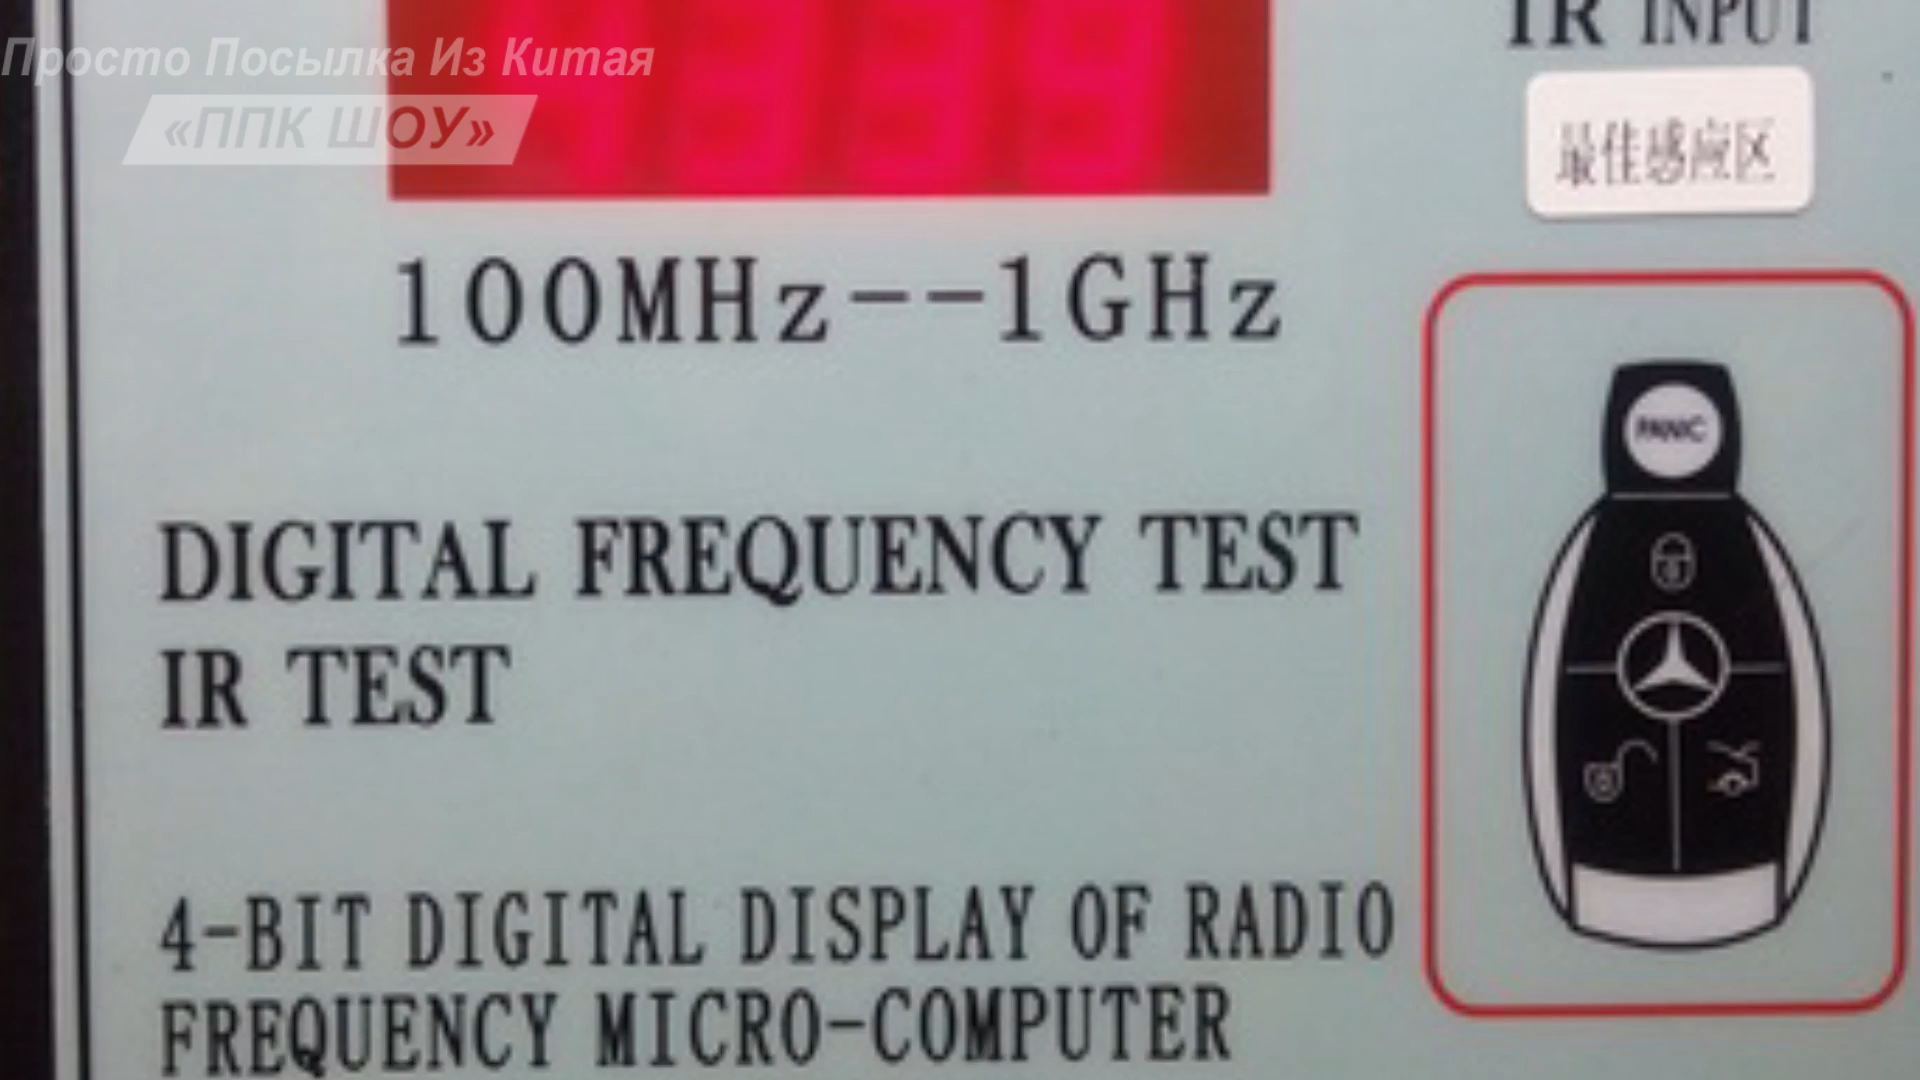 Просто Посылка Из Китая
«ППК ШОУ»
IR INPUT
最佳感应区
100MHz--1GHz
PANIC
DIGITAL FREQUENCY TEST
IR TEST
4-BIT DIGITAL DISPLAY OF RADIO
FREQUENCY MICRO-COMPUTER